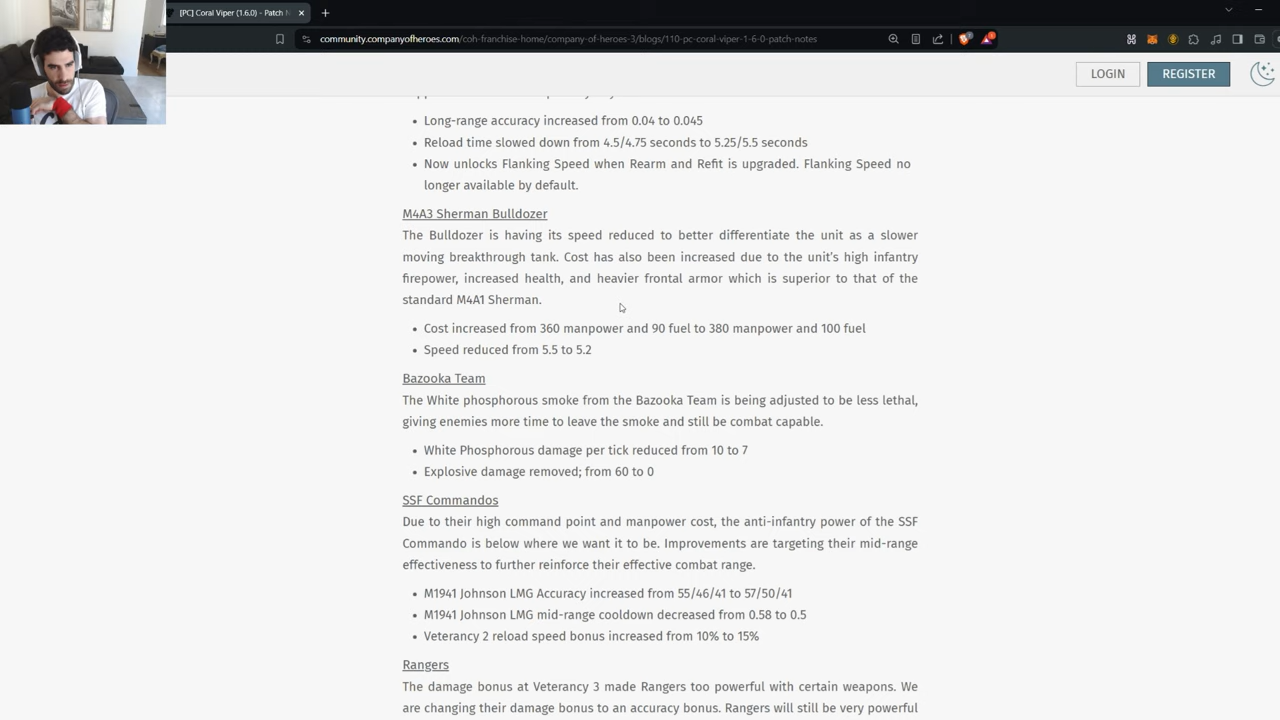 [PC] Coral Viper (1.6.0) - Patch N
community.companyofheroes.com/coh-franchise-home/company-of-heroes-3/blogs/110-pc-coral-viper-1-6-0-patch-notes
LOGIN
REGISTER
• Long-range accuracy increased from 0.04 to 0.045
• Reload time slowed down from 4.5/4.75 seconds to 5.25/5.5 seconds
• Now unlocks Flanking Speed when Rearm and Refit is upgraded. Flanking Speed no
longer available by default.
M4A3 Sherman Bulldozer
The Bulldozer is having its speed reduced to better differentiate the unit as a slower
moving breakthrough tank. Cost has also been increased due to the unit’s high infantry
firepower, increased health, and heavier frontal armor which is superior to that of the
standard M4A1 Sherman.
• Cost increased from 360 manpower and 90 fuel to 380 manpower and 100 fuel
• Speed reduced from 5.5 to 5.2
Bazooka Team
The White phosphorous smoke from the Bazooka Team is being adjusted to be less lethal,
giving enemies more time to leave the smoke and still be combat capable.
• White Phosphorous damage per tick reduced from 10 to 7
• Explosive damage removed; from 60 to 0
SSF Commandos
Due to their high command point and manpower cost, the anti-infantry power of the SSF
Commando is below where we want it to be. Improvements are targeting their mid-range
effectiveness to further reinforce their effective combat range.
• M1941 Johnson LMG Accuracy increased from 55/46/41 to 57/50/41
• M1941 Johnson LMG mid-range cooldown decreased from 0.58 to 0.5
• Veterancy 2 reload speed bonus increased from 10% to 15%
Rangers
The damage bonus at Veterancy 3 made Rangers too powerful with certain weapons. We
are changing their damage bonus to an accuracy bonus. Rangers will still be very powerful